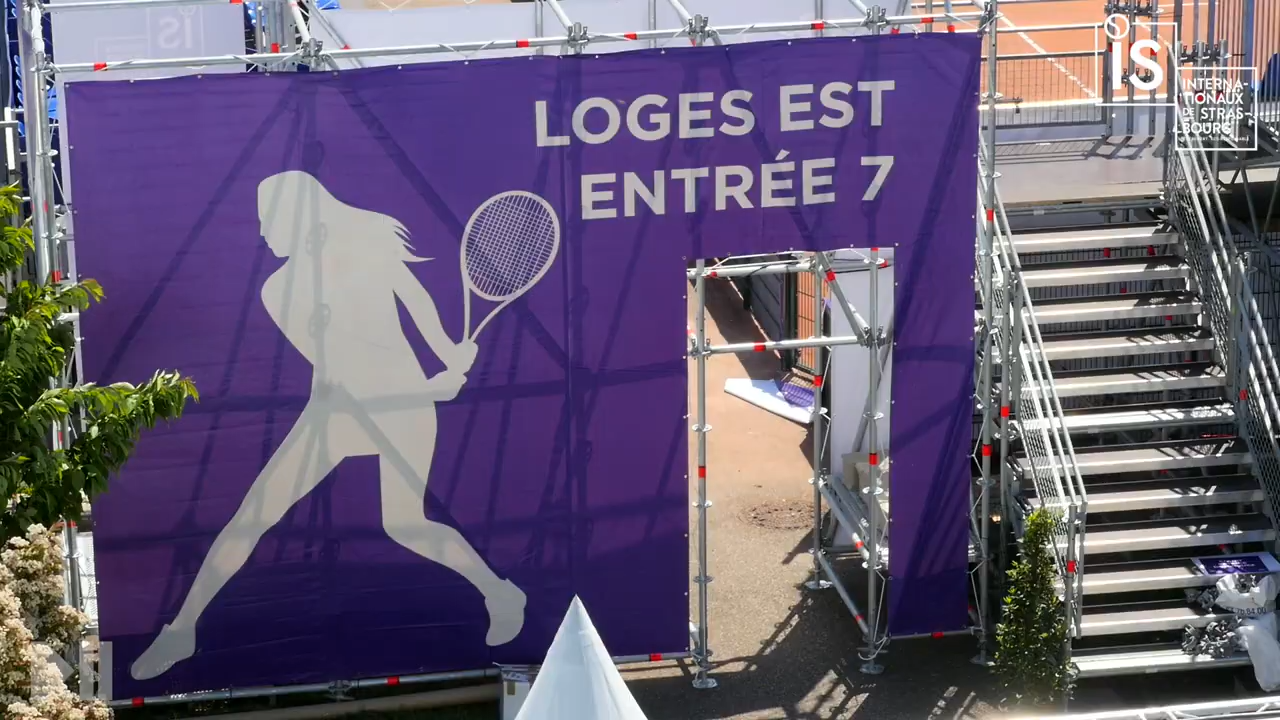 LOGES EST
ENTRÉE 7
iS
INTERNA-
TIONAUX
DE STRAS-
BOURG